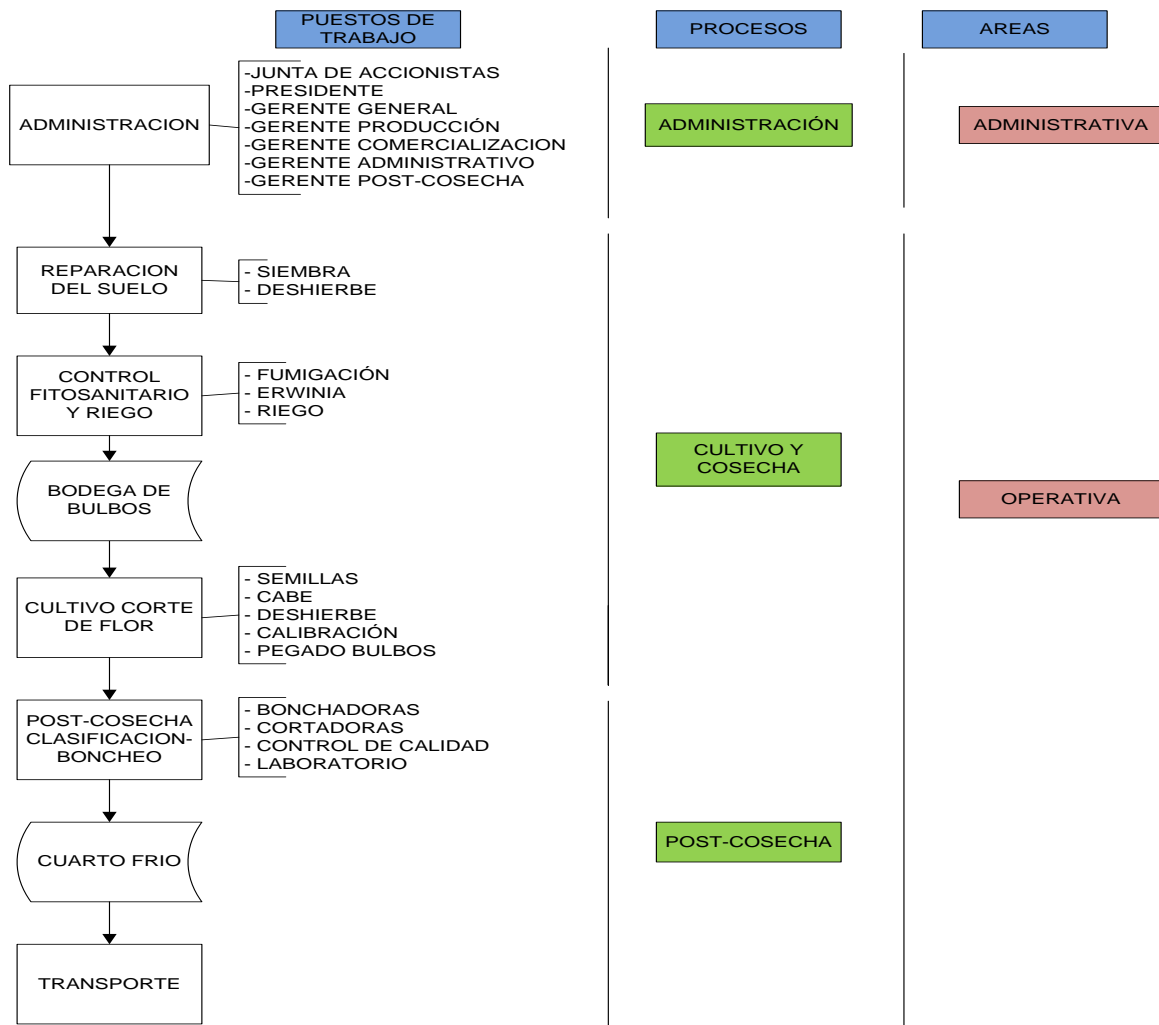 PUESTOS DE
TRABAJO
PROCESOS
AREAS
ADMINISTRACION
-JUNTA DE ACCIONISTAS
-PRESIDENTE
-GERENTE GENERAL
-GERENTE PRODUCCIÓN
-GERENTE COMERCIALIZACION
-GERENTE ADMINISTRATIVO
-GERENTE POST-COSECHA
ADMINISTRACIÓN
ADMINISTRATIVA
REPARACION
DEL SUELO
- SIEMBRA
- DESHIERBE
CONTROL
FITOSANITARIO
Y RIEGO
- FUMIGACIÓN
- ERWINIA
- RIEGO
CULTIVO Y
COSECHA
BODEGA DE
BULBOS
OPERATIVA
CULTIVO CORTE
DE FLOR
- SEMILLAS
- CABE
- DESHIERBE
- CALIBRACIÓN
- PEGADO BULBOS
POST-COSECHA
CLASIFICACION-
BONCHEO
- BONCHADORAS
- CORTADORAS
- CONTROL DE CALIDAD
- LABORATORIO
POST-COSECHA
CUARTO FRIO
TRANSPORTE